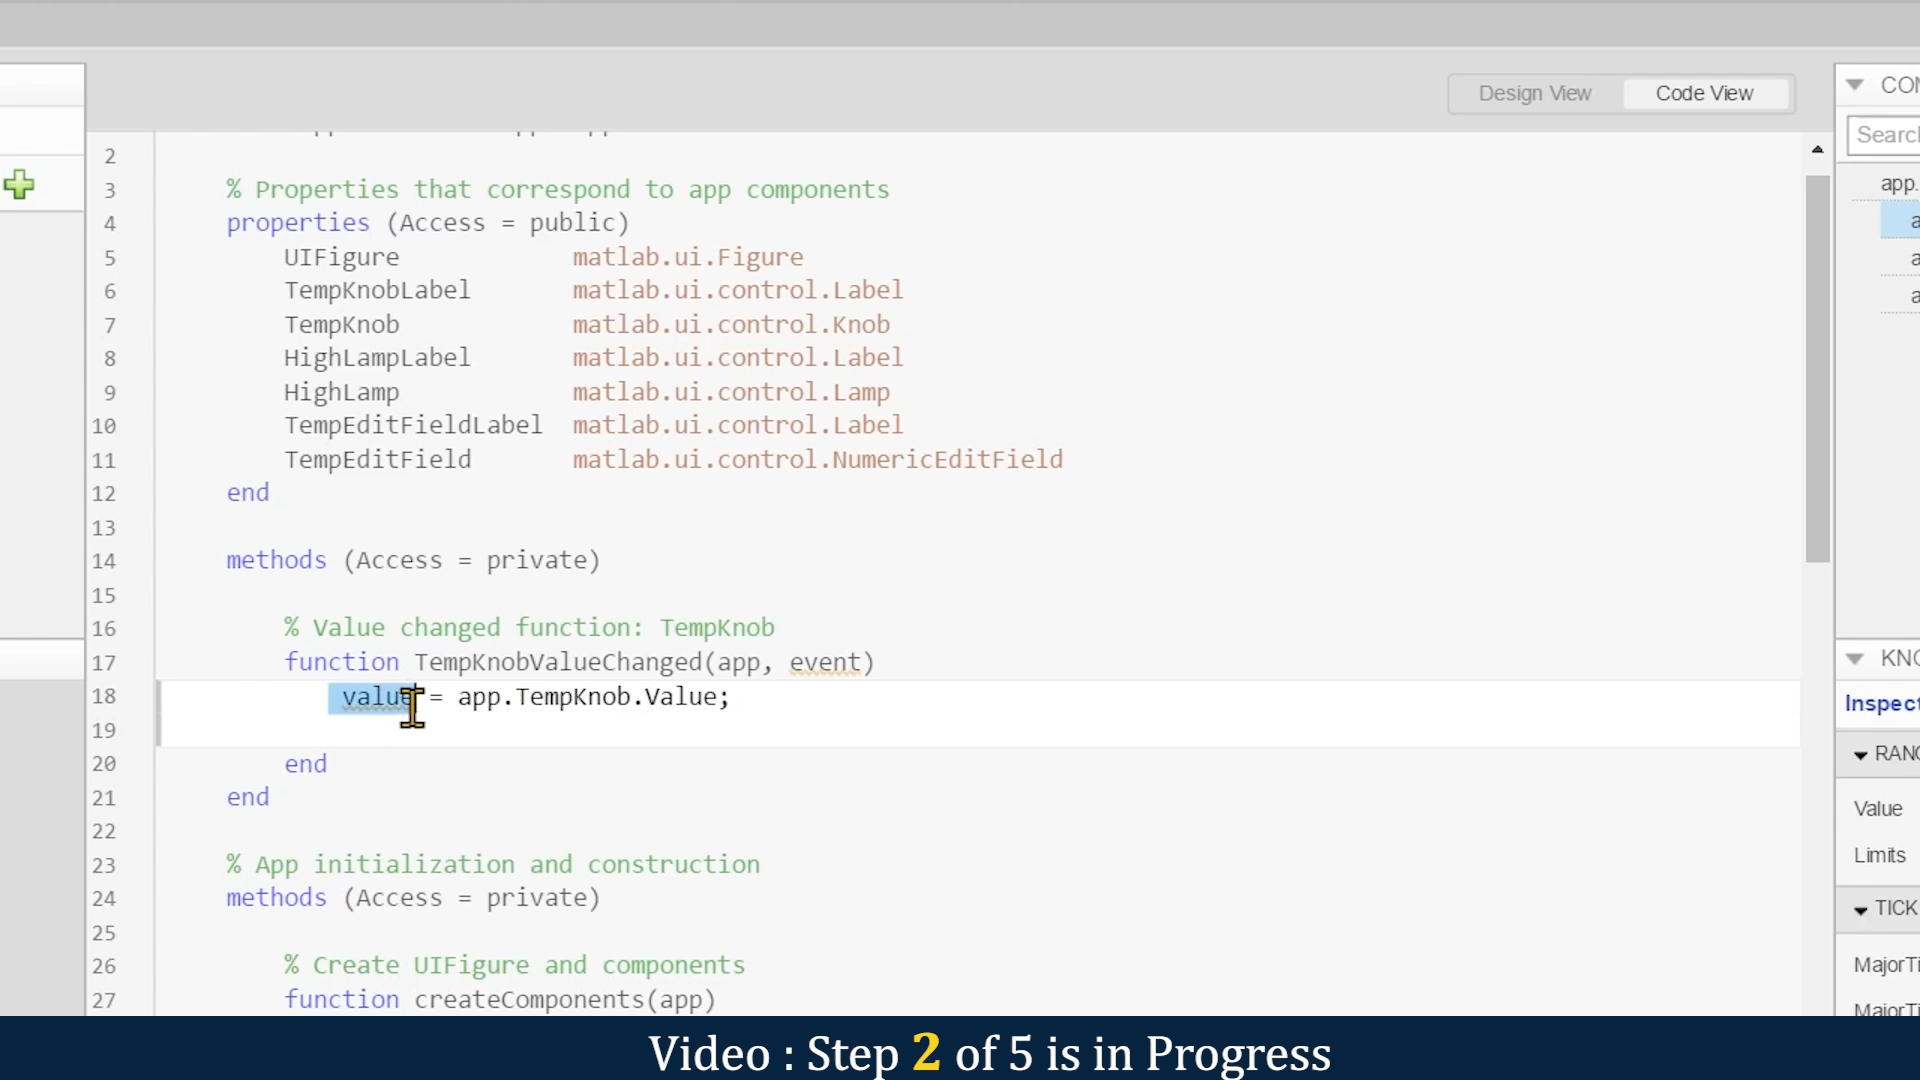 Design View
Code View
2
3 % Properties that correspond to app components
4 properties (Access = public)
5 UIFigure matlab.ui.Figure
6 TempKnobLabel matlab.ui.control.Label
7 TempKnob matlab.ui.control.Knob
8 HighLampLabel matlab.ui.control.Label
9 HighLamp matlab.ui.control.Lamp
10 TempEditFieldLabel matlab.ui.control.Label
11 TempEditField matlab.ui.control.NumericEditField
12 end
13
14 methods (Access = private)
15
16 % Value changed function: TempKnob
17 function TempKnobValueChanged(app, event)
18 value = app.TempKnob.Value;
19
20 end
21 end
22
23 % App initialization and construction
24 methods (Access = private)
25
26 % Create UIFigure and components
27 function createComponents(app)
Search
app.
a
a
a
Inspect
Value
Limits
TICK
MajorTi
Video : Step 2 of 5 is in Progress